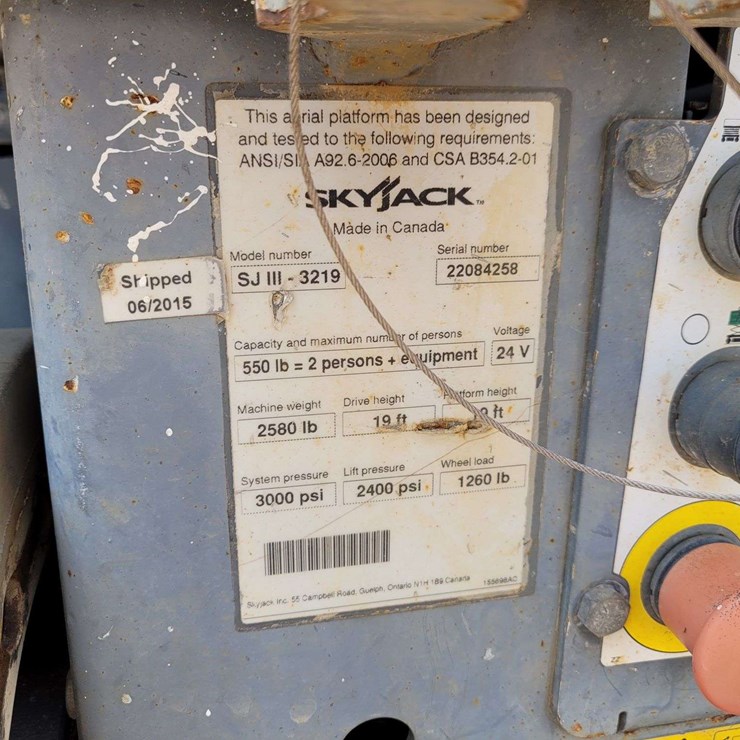 This aerial platform has been designed
and tested to the following requirements:
ANSI/SIA A92.6-2006 and CSA B354.2-01
SKYJACK™
Made in Canada
Model number
SJ III - 3219
Serial number
22084258
Shipped
06/2015
Capacity and maximum number of persons
550 lb = 2 persons + equipment
Voltage
24 V
Machine weight
2580 lb
Drive height
19 ft
Platform height
ft
System pressure
3000 psi
Lift pressure
2400 psi
Wheel load
1260 lb
Skyjack Inc. 55 Campbell Road, Guelph, Ontario N1H 1B9 Canada